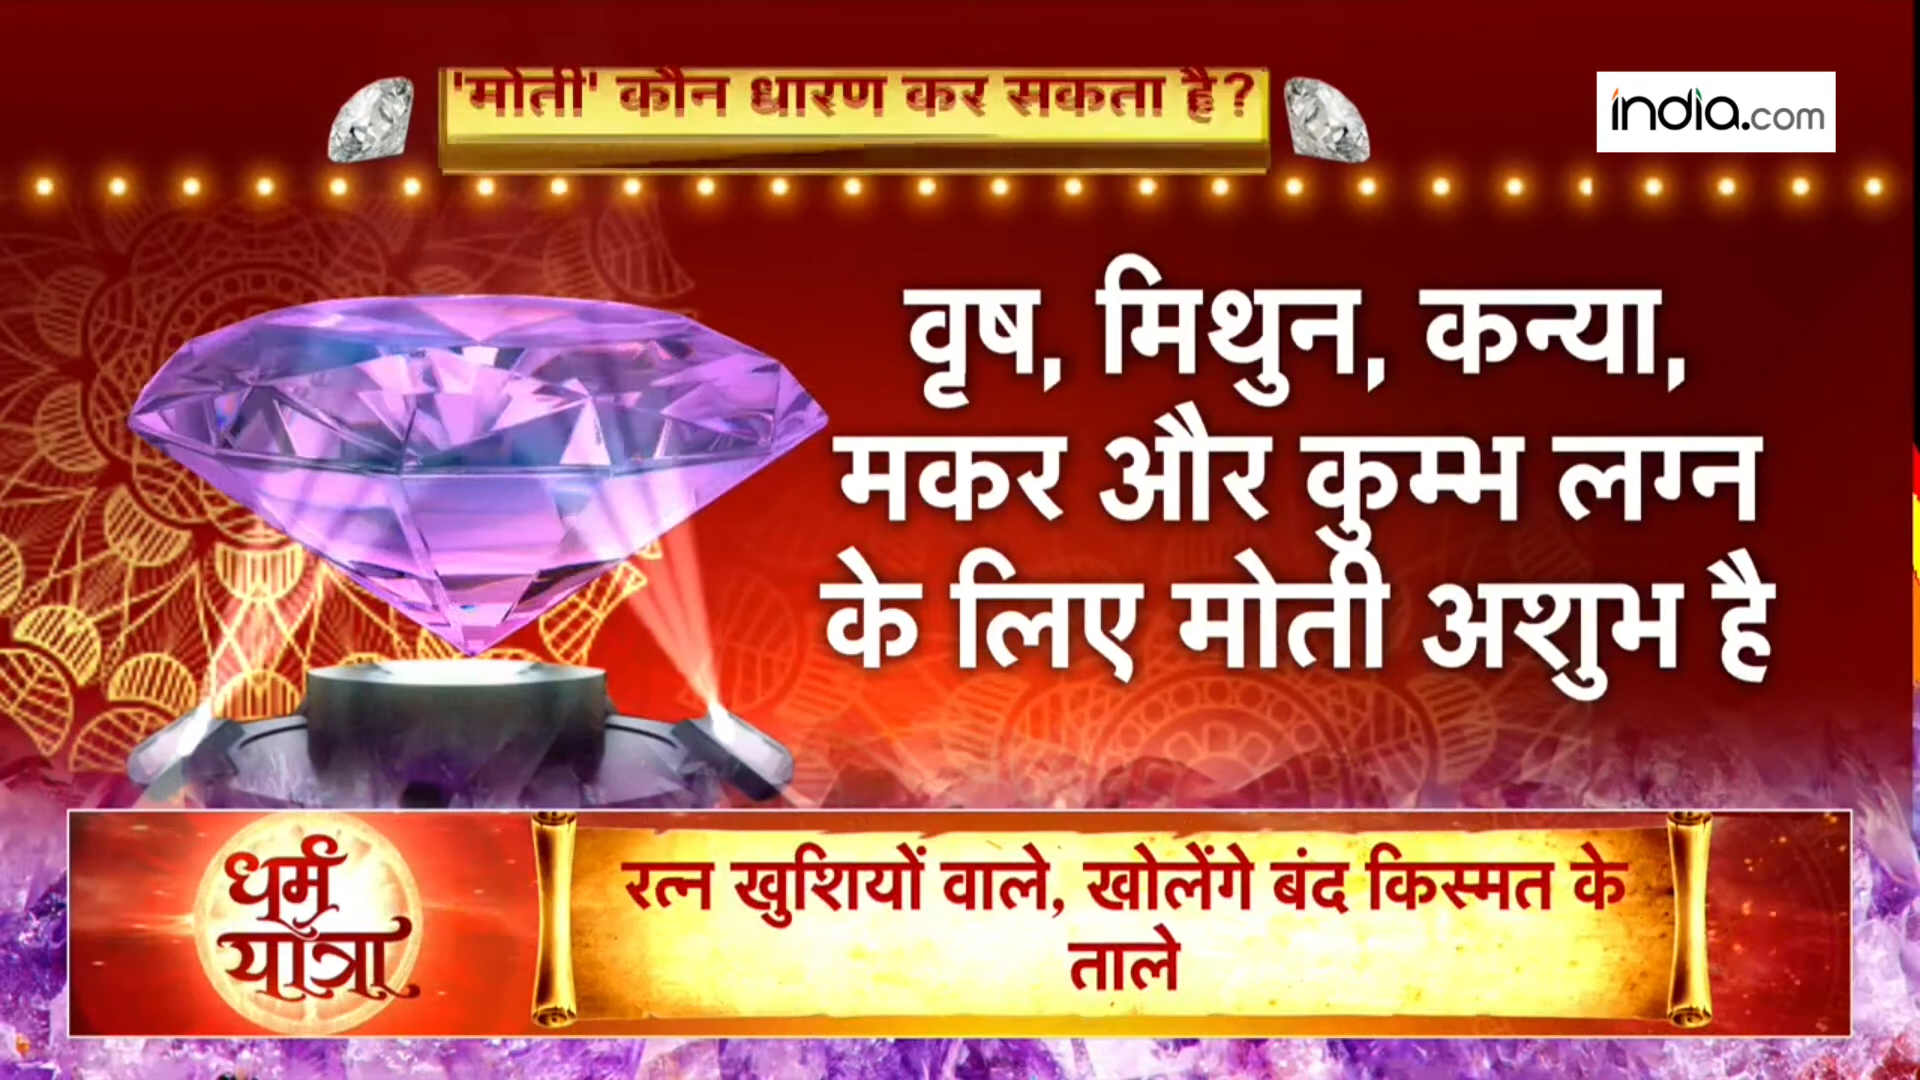 'मोती' कौन धारण कर सकता है?
india.com
वृष, मिथुन, कन्या,
मकर और कुम्भ लग्न
के लिए मोती अशुभ है
धर्म
यात्रा
रत्न खुशियों वाले, खोलेंगे बंद किस्मत के
ताले